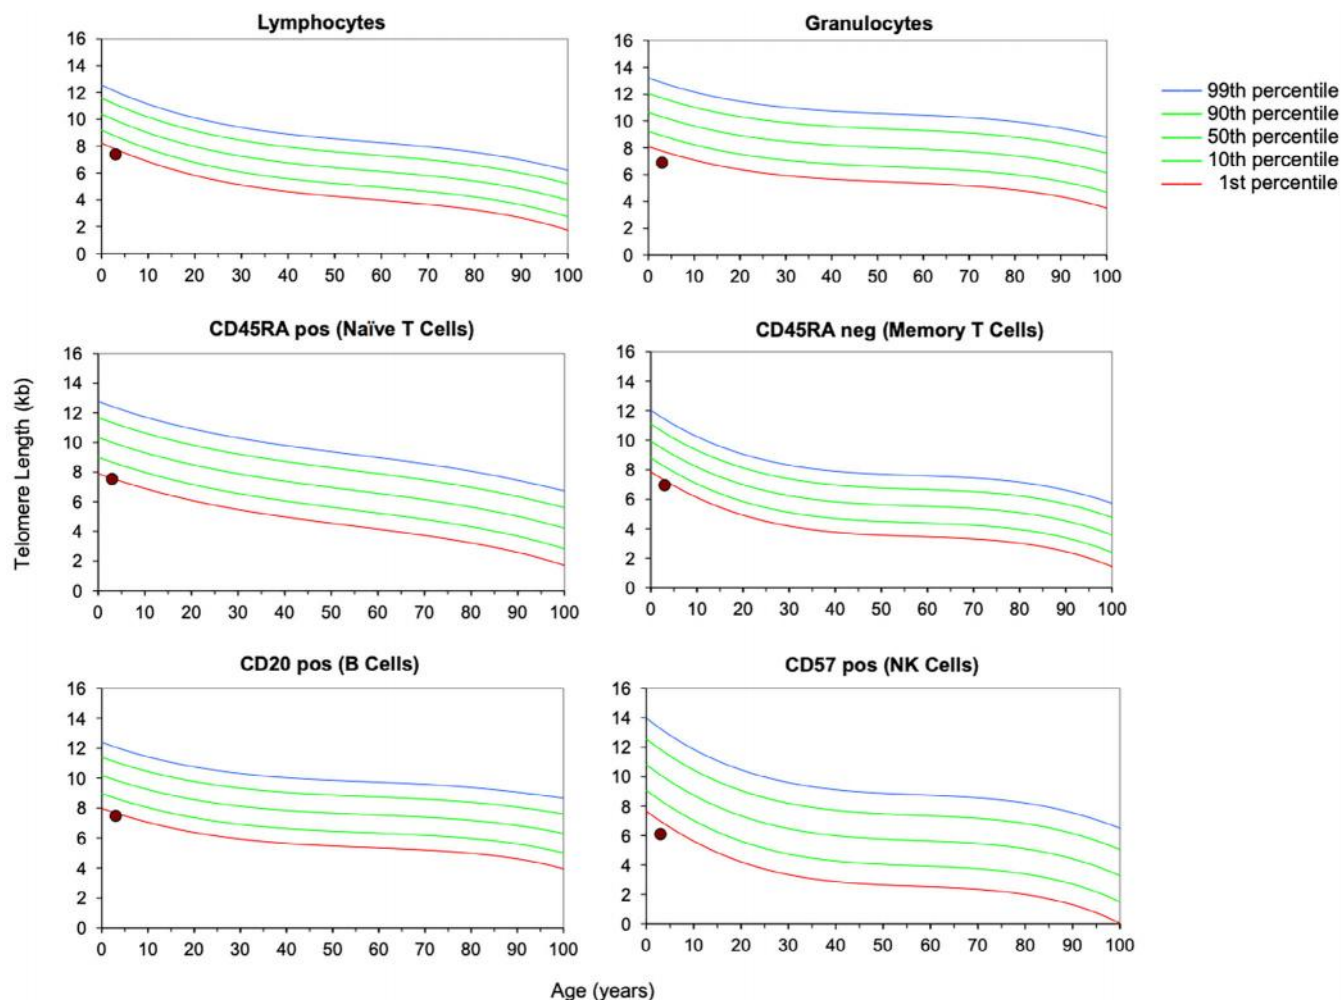 Lymphocytes
16
14
12
10
8
6
4
2
0
0 10 20 30 40 50 60 70 80 90 100
Granulocytes
16
14
12
10
8
6
4
2
0
0 10 20 30 40 50 60 70 80 90 100
99th percentile
90th percentile
50th percentile
10th percentile
1st percentile
Telomere Length (kb)
CD45RA pos (Naïve T Cells)
16
14
12
10
8
6
4
2
0
0 10 20 30 40 50 60 70 80 90 100
CD45RA neg (Memory T Cells)
16
14
12
10
8
6
4
2
0
0 10 20 30 40 50 60 70 80 90 100
CD20 pos (B Cells)
16
14
12
10
8
6
4
2
0
0 10 20 30 40 50 60 70 80 90 100
CD57 pos (NK Cells)
16
14
12
10
8
6
4
2
0
0 10 20 30 40 50 60 70 80 90 100
Age (years)